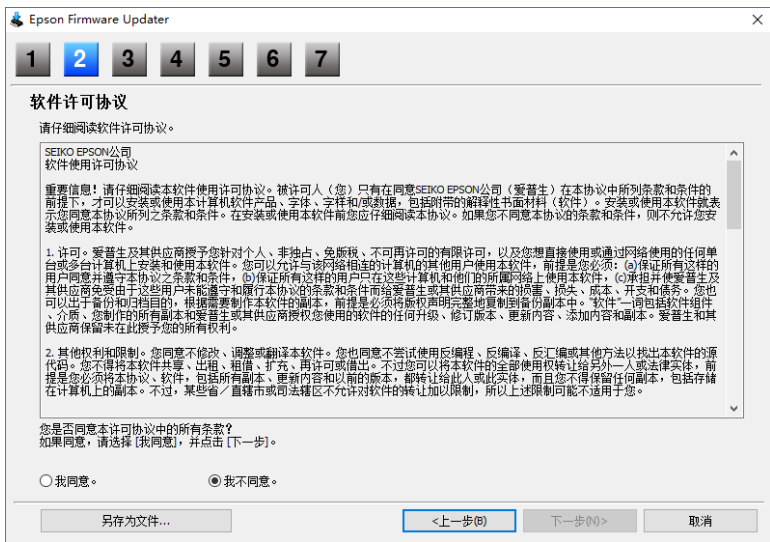 Epson Firmware Updater
1 2 3 4 5 6 7
软件许可协议
请仔细阅读软件许可协议。
SEIKO EPSON公司
软件使用许可协议
重要信息！请仔细阅读本软件使用许可协议。被许可人（您）只有在同意SEIKO EPSON公司（爱普生）在本协议中所列条款和条件的
前提下，才可以安装或使用本计算机软件产品、字体、字样和/或数据，包括附带的解释性书面材料（软件）。安装或使用本软件就表
示您同意本协议所列之条款和条件。在安装或使用本软件前您应仔细阅读本协议。如果您不同意本协议的条款和条件，则不允许您安
装或使用本软件。
1. 许可。爱普生及其供应商授予您针对个人、非独占、免版税、不可再许可的有限许可，以及您想直接使用或通过网络使用的任何单
台或多台计算机上安装和使用本软件。您可以允许与该网络相连的计算机的其他用户使用本软件，前提是您必须：(a)保证所有这样的
用户同意并遵守本协议之条款和条件，(b)保证所有这样的用户只在这些计算机和他们的所属网络上使用本软件，(c)承担并使爱普生及
其供应商免受由于这些用户未能遵守和履行本协议的条款和条件而给爱普生或其供应商带来的损害、损失、成本、开支和债务。您也
可以出于备份和归档目的，根据需要制作本软件的副本，前提是必须将版权声明完整地复制到备份副本中。"软件"一词包括软件组件
、介质、您制作的所有副本和爱普生或其供应商授权您使用的软件的任何升级、修订版本、更新内容、添加内容和副本。爱普生和其
供应商保留未在此授予您的所有权利。
2. 其他权利和限制。您同意不修改、调整或翻译本软件。您也同意不尝试使用反编程、反编译、反汇编或其他方法以找出本软件的源
代码。您不得将本软件共享、出租、租借、扩充、再许可或借出。不过您可以将本软件的全部使用权转让给另外一人或法律实体，前
提是您必须将本协议、软件，包括所有副本、更新内容和以前的版本，都转让给此人或此实体，而且您不得保留任何副本，包括存储
在计算机上的副本。不过，某些省／直辖市或司法辖区不允许对软件的转让加以限制，所以上述限制可能不适用于您。
您是否同意本许可协议中的所有条款？
如果同意，请选择 [我同意]，并点击 [下一步]。
我同意。 我不同意。
另存为文件... <上一步(B) 下一步(N)> 取消